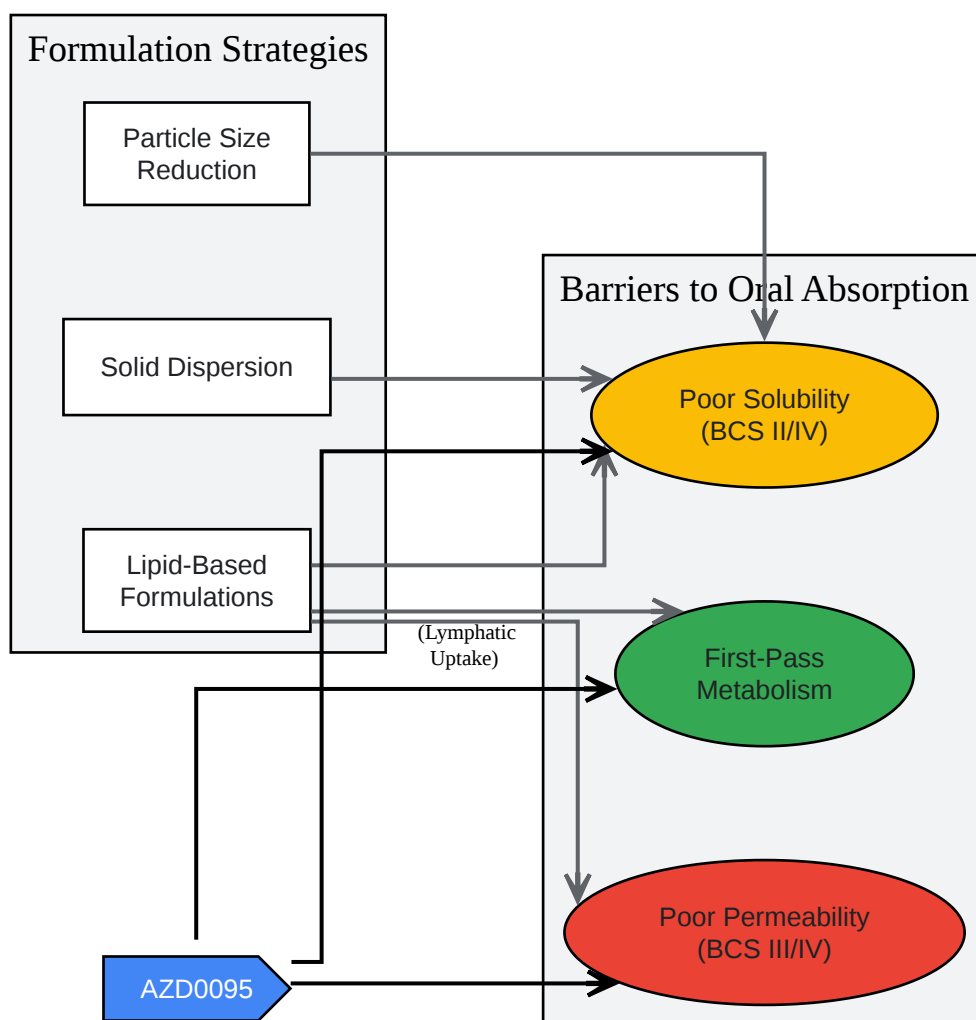 Formulation Strategies
Particle Size
Reduction
Solid Dispersion
Lipid-Based
Formulations
Barriers to Oral Absorption
Poor Solubility
(BCS II/IV)
(Lymphatic
Uptake)
First-Pass
Metabolism
Poor Permeability
(BCS III/IV)
AZD0095